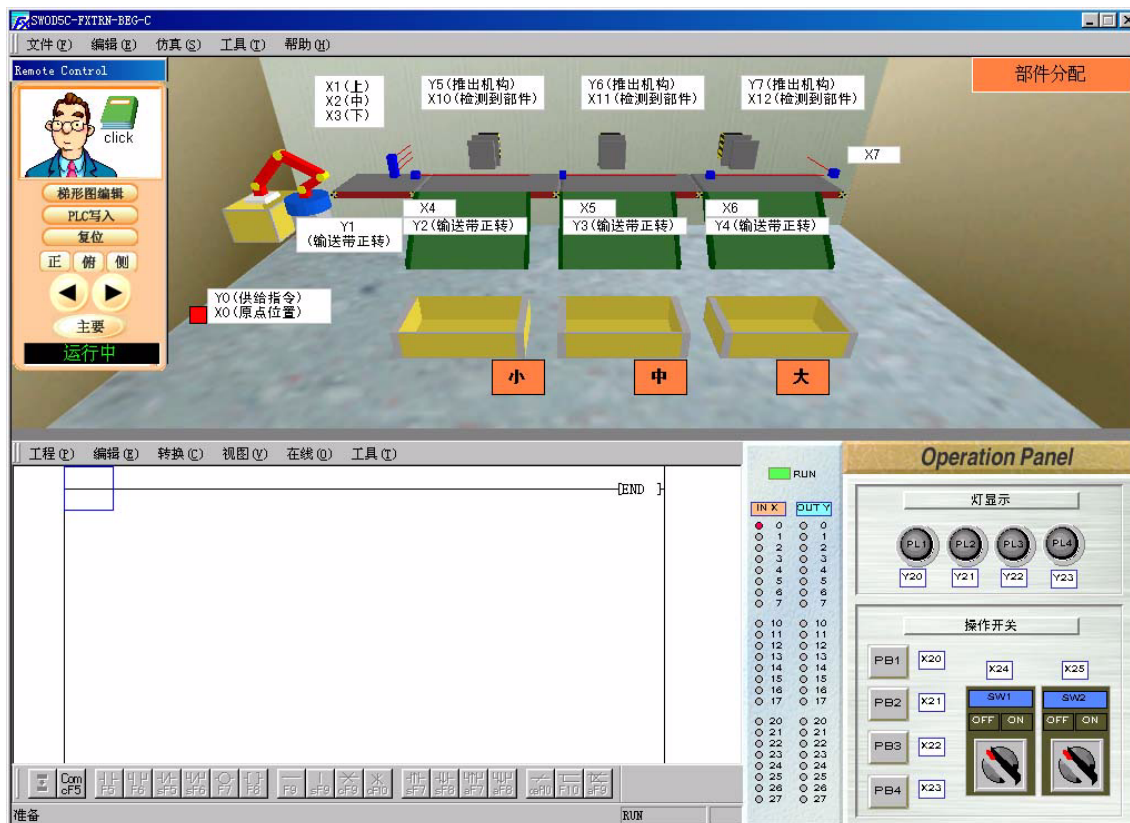 SWOD5C-FXTRN-BEG-C
文件(F) 编辑(E) 仿真(S) 工具(T) 帮助(H)
Remote Control
click
梯形图编辑
PLC写入
复位
正 俯 侧
主要
运行中
部件分配
X1(上)
X2(中)
X3(下)
Y5(推出机构)
X10(检测到部件)
Y6(推出机构)
X11(检测到部件)
Y7(推出机构)
X12(检测到部件)
X7
Y1
(输送带正转)
X4
Y2(输送带正转)
X5
Y3(输送带正转)
X6
Y4(输送带正转)
Y0(供给指令)
X0(原点位置)
小
中
大
工程(P) 编辑(E) 转换(C) 视图(V) 在线(O) 工具(T)
[END ]
RUN
IN X OUT Y
0 0
1 1
2 2
3 3
4 4
5 5
6 6
7 7
10 10
11 11
12 12
13 13
14 14
15 15
16 16
17 17
20 20
21 21
22 22
23 23
24 24
25 25
26 26
27 27
Operation Panel
灯显示
PL1 PL2 PL3 PL4
Y20 Y21 Y22 Y23
操作开关
PB1 X20
PB2 X21
PB3 X22
PB4 X23
X24 X25
SW1 SW2
OFF ON OFF ON
Com
cF5
F5 F6 sF5 sF6 F7 F8 F9 sF9 cF9 cF10 sF7 sF8 aF7 aF8 caF10 F10 aF9
准备
RUN